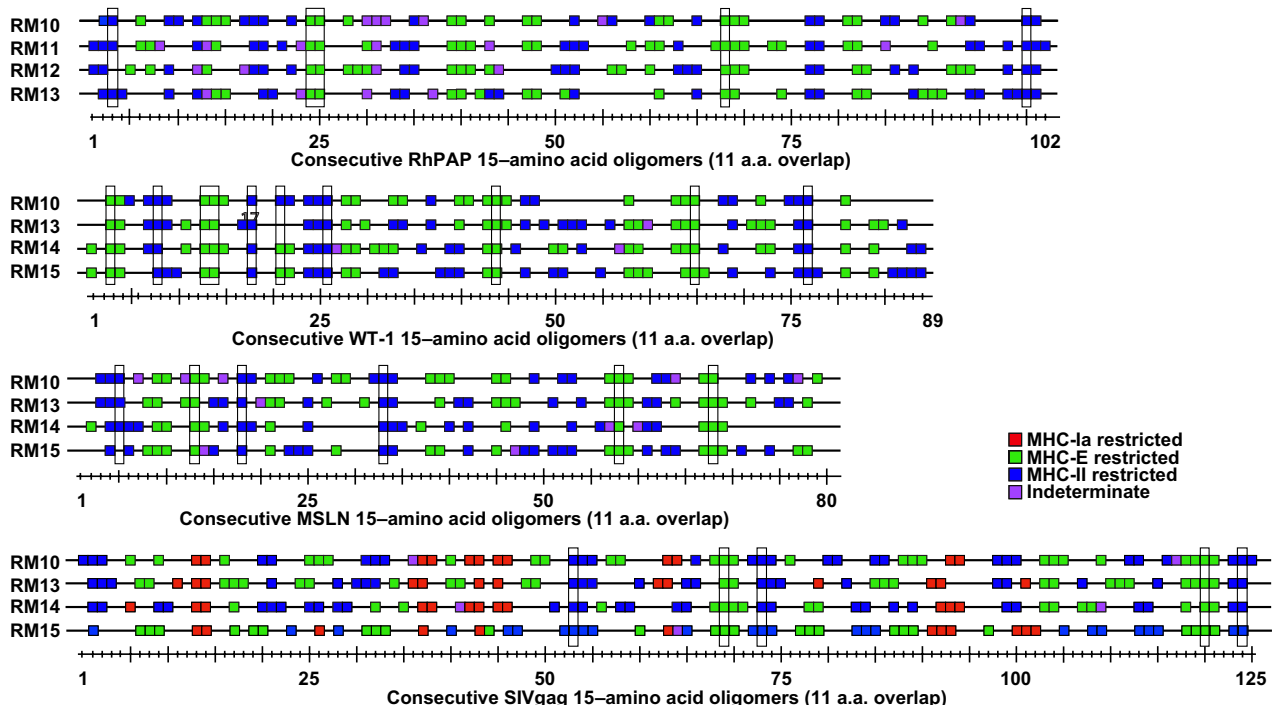 RM10
RM11
RM12
RM13
1 25 50 75 102
Consecutive RhPAP 15–amino acid oligomers (11 a.a. overlap)
RM10
17
RM13
RM14
RM15
1 25 50 75 89
Consecutive WT-1 15–amino acid oligomers (11 a.a. overlap)
RM10
RM13
RM14
RM15
1 25 50 80
Consecutive MSLN 15–amino acid oligomers (11 a.a. overlap)
MHC-Ia restricted
MHC-E restricted
MHC-II restricted
Indeterminate
RM10
RM13
RM14
RM15
1 25 50 75 100 125
Consecutive SIVgag 15–amino acid oligomers (11 a.a. overlap)